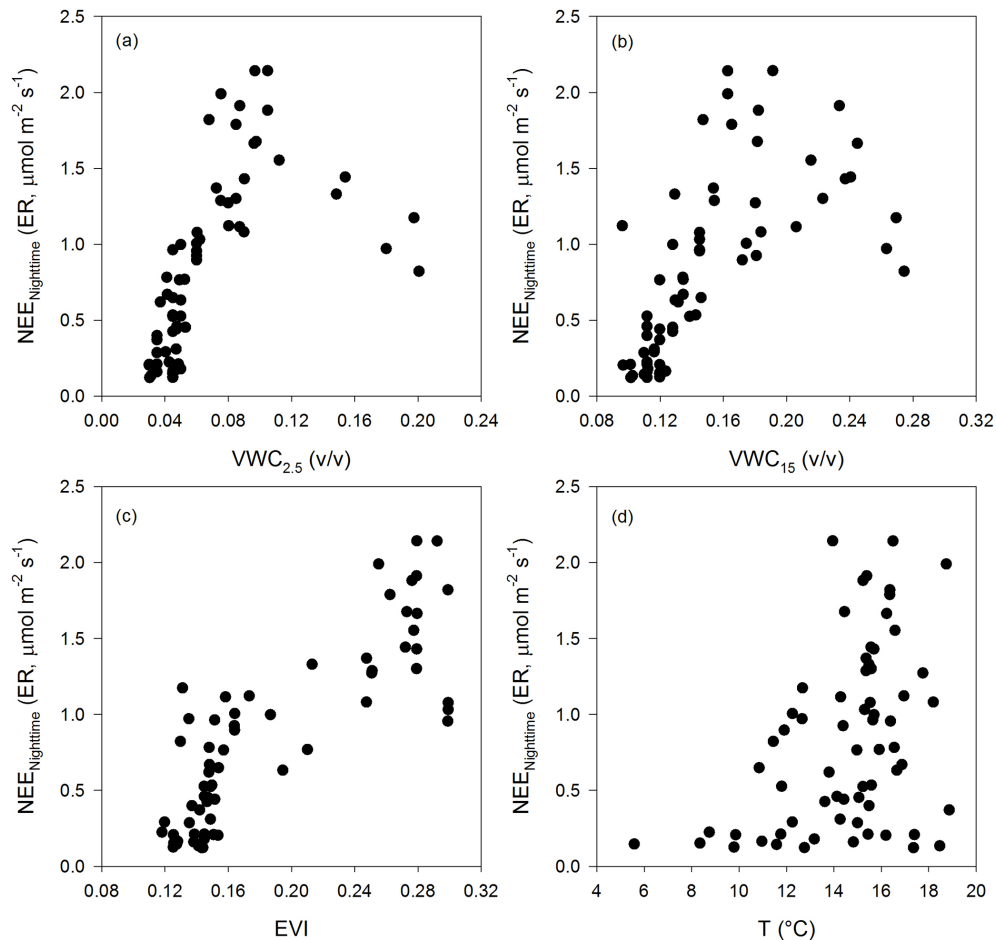 (a)
NEE_Nighttime (ER, μmol m⁻² s⁻¹)
2.5
2.0
1.5
1.0
0.5
0.0
0.00 0.04 0.08 0.12 0.16 0.20 0.24
VWC₂.₅ (v/v)
(b)
NEE_Nighttime (ER, μmol m⁻² s⁻¹)
2.5
2.0
1.5
1.0
0.5
0.0
0.08 0.12 0.16 0.20 0.24 0.28 0.32
VWC₁₅ (v/v)
(c)
NEE_Nighttime (ER, μmol m⁻² s⁻¹)
2.5
2.0
1.5
1.0
0.5
0.0
0.08 0.12 0.16 0.20 0.24 0.28 0.32
EVI
(d)
NEE_Nighttime (ER, μmol m⁻² s⁻¹)
2.5
2.0
1.5
1.0
0.5
0.0
4 6 8 10 12 14 16 18 20
T (°C)